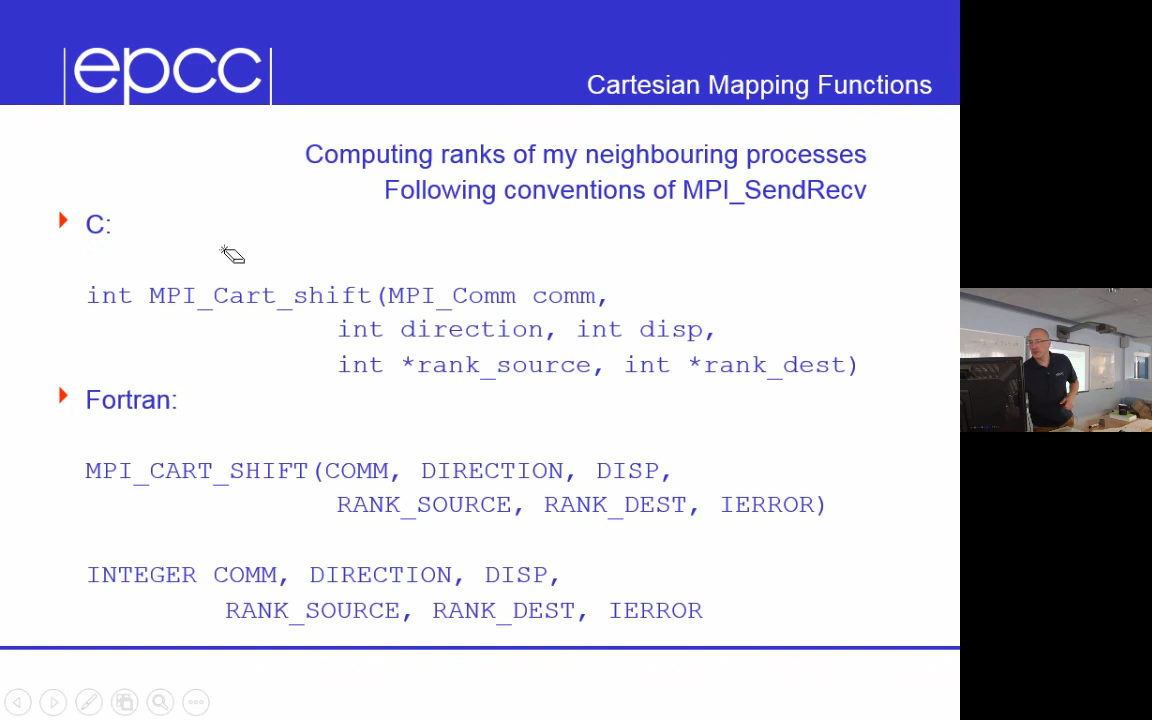 |epcc|
Cartesian Mapping Functions
Computing ranks of my neighbouring processes
Following conventions of MPI_SendRecv
C:
int MPI_Cart_shift(MPI_Comm comm,
int direction, int disp,
int *rank_source, int *rank_dest)
Fortran:
MPI_CART_SHIFT(COMM, DIRECTION, DISP,
RANK_SOURCE, RANK_DEST, IERROR)
INTEGER COMM, DIRECTION, DISP,
RANK_SOURCE, RANK_DEST, IERROR